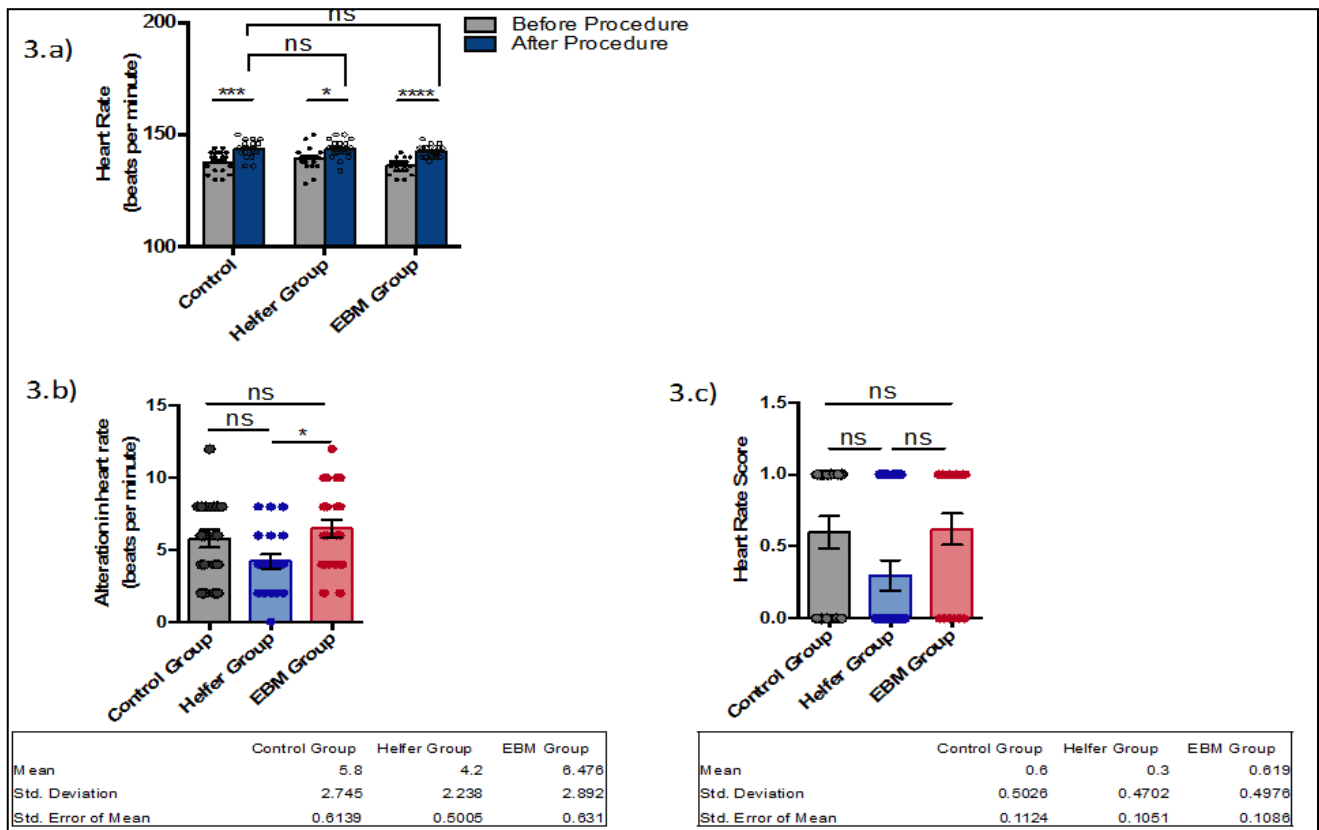 3.a)
ns
ns
Before Procedure
After Procedure
Heart Rate
(beats per minute)
200
150
100
***
*
****
Control
Helfer Group
EBM Group
3.b)
ns
ns
*
Alteration in heart rate
(beats per minute)
15
10
5
0
Control Group
Helfer Group
EBM Group
3.c)
ns
ns
ns
Heart Rate Score
1.5
1.0
0.5
0.0
Control Group
Helfer Group
EBM Group
Control Group Helfer Group EBM Group
Mean 5.8 4.2 6.476
Std. Deviation 2.745 2.238 2.892
Std. Error of Mean 0.6139 0.5005 0.631
Control Group Helfer Group EBM Group
Mean 0.6 0.3 0.619
Std. Deviation 0.5026 0.4702 0.4976
Std. Error of Mean 0.1124 0.1051 0.1086